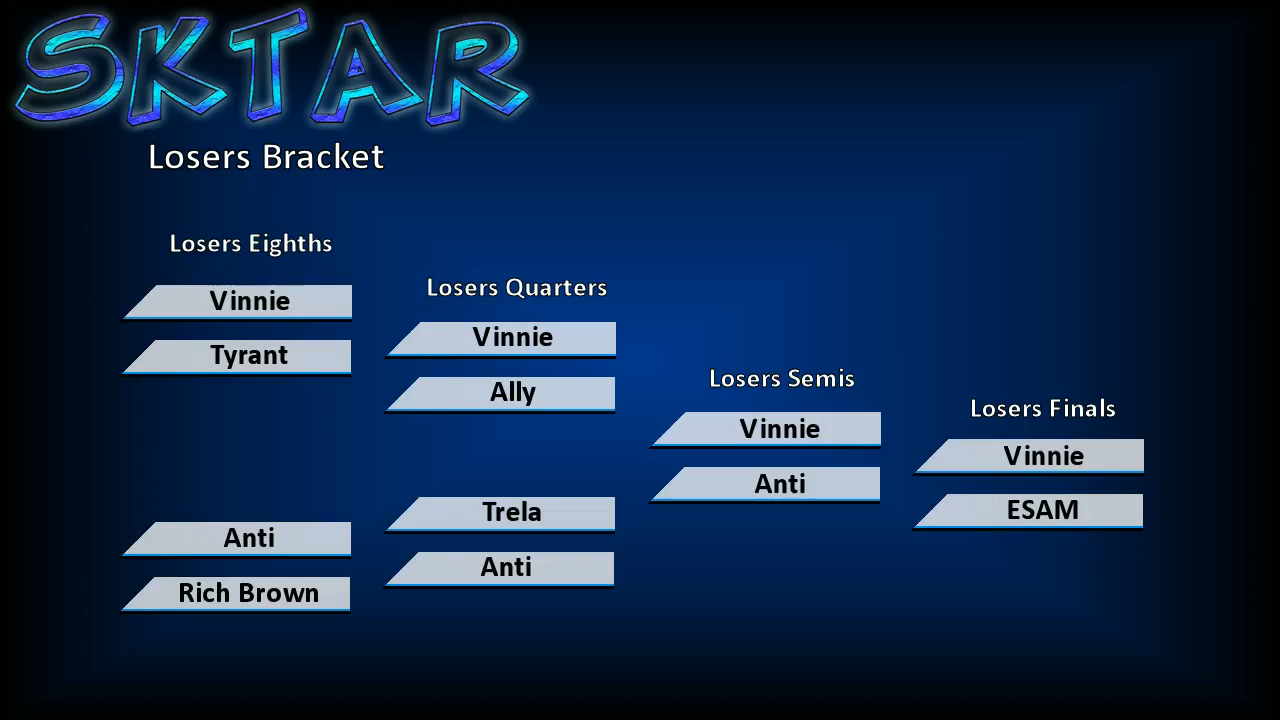 SKTAR
Losers Bracket
Losers Eighths
Vinnie
Tyrant
Anti
Rich Brown
Losers Quarters
Vinnie
Ally
Trela
Anti
Losers Semis
Vinnie
Anti
Losers Finals
Vinnie
ESAM